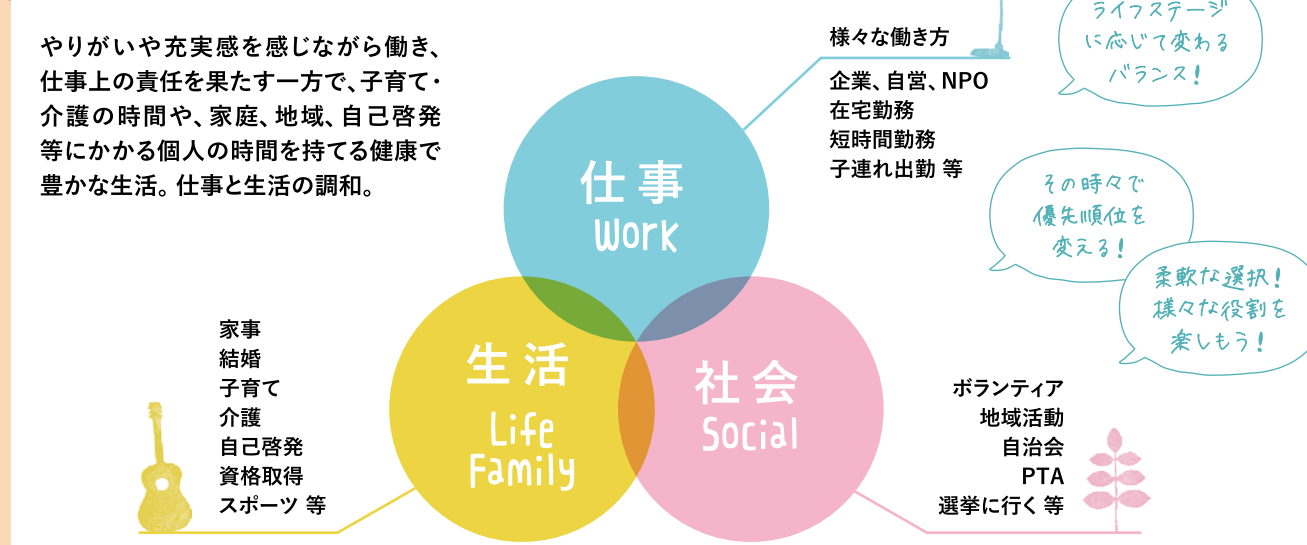 やりがいや充実感を感じながら働き、
仕事上の責任を果たす一方で、子育て・
介護の時間や、家庭、地域、自己啓発
等にかかる個人の時間を持てる健康で
豊かな生活。仕事と生活の調和。
様々な働き方
企業、自営、NPO
在宅勤務
短時間勤務
子連れ出勤 等
ライフステージ
に応じて変わる
バランス！
その時々で
優先順位を
変える！
柔軟な選択！
様々な役割を
楽しもう！
仕事
Work
生活
Life
Family
社会
Social
家事
結婚
子育て
介護
自己啓発
資格取得
スポーツ 等
ボランティア
地域活動
自治会
PTA
選挙に行く 等